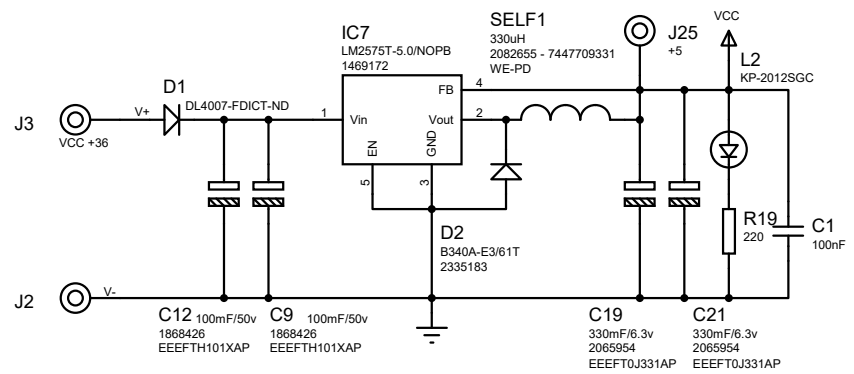 IC7
LM2575T-5.0/NOPB
1469172
SELF1
330uH
2082655 - 7447709331
WE-PD
J25
+5
VCC
L2
KP-2012SGC
D1
DL4007-FDICT-ND
J3
V+
VCC +36
1
Vin
FB
4
Vout
2
EN
GND
5
3
D2
B340A-E3/61T
2335183
R19
220
C1
100nF
J2
V-
C12 100mF/50v
1868426
EEEFTH101XAP
C9 100mF/50v
1868426
EEEFTH101XAP
C19
330mF/6.3v
2065954
EEEFT0J331AP
C21
330mF/6.3v
2065954
EEEFT0J331AP